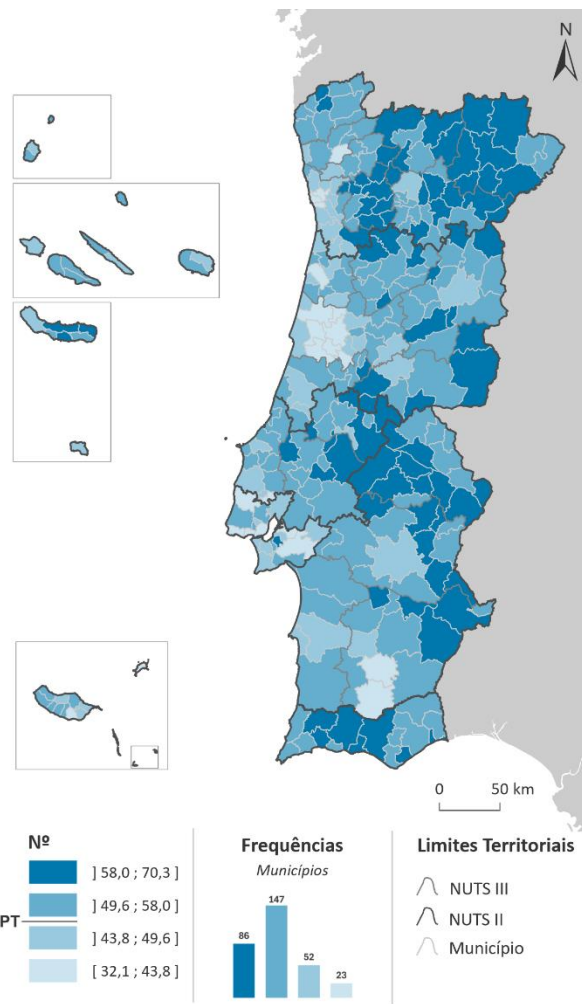 N
0 50 km
Nº
] 58,0 ; 70,3 ]
] 49,6 ; 58,0 ]
PT
] 43,8 ; 49,6 ]
[ 32,1 ; 43,8 ]
Frequências
Municípios
147
86
52
23
Limites Territoriais
NUTS III
NUTS II
Município